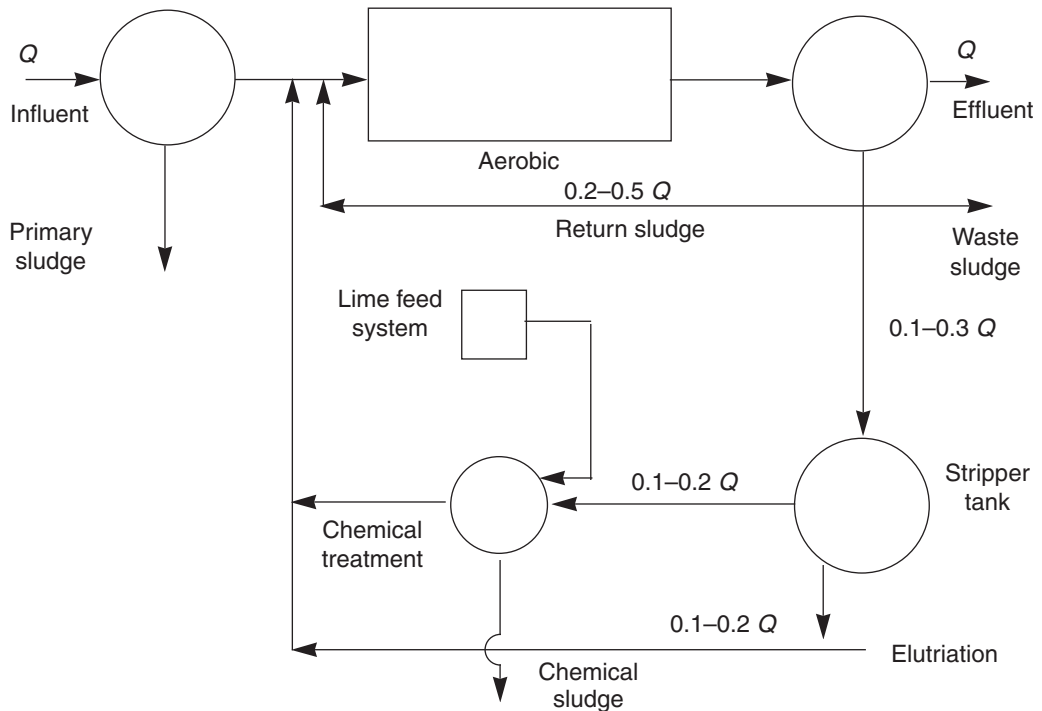 Q
Influent
Q
Effluent
Aerobic
0.2–0.5 Q
Return sludge
Primary
sludge
Waste
sludge
Lime feed
system
0.1–0.3 Q
0.1–0.2 Q
Stripper
tank
Chemical
treatment
0.1–0.2 Q
Elutriation
Chemical
sludge